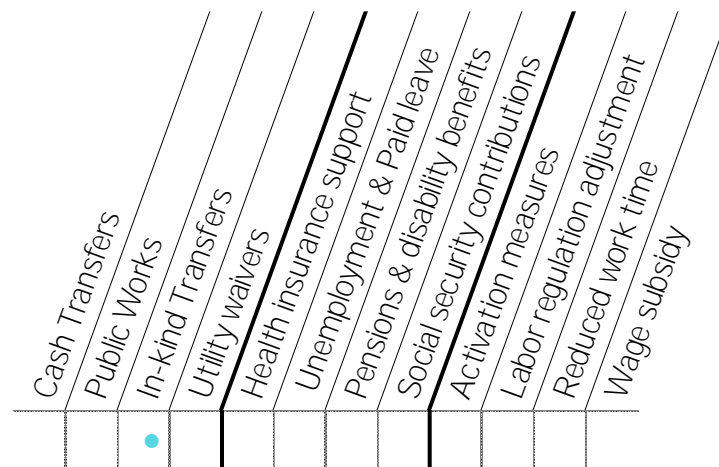 Cash Transfers
Public Works
In-Kind Transfers
Utility waivers
Health insurance support
Unemployment & Paid leave
Pensions & disability benefits
Social security contributions
Activation measures
Labor regulation adjustment
Reduced work time
Wage subsidy